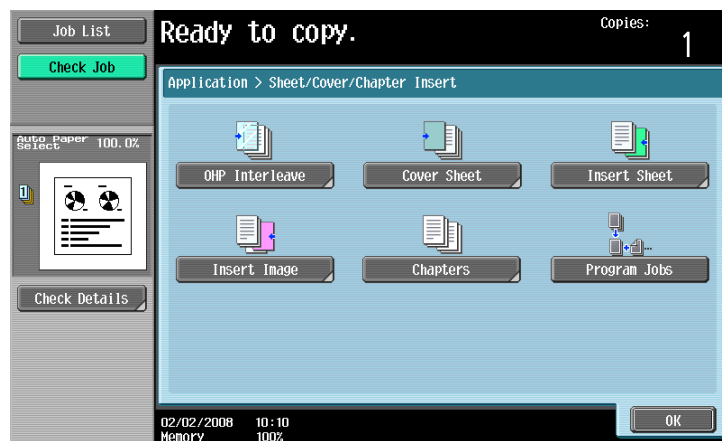 Job List
Check Job
Ready to copy.
Copies:
1
Application > Sheet/Cover/Chapter Insert
Auto Paper
Select
100.0%
1
OHP Interleave
Cover Sheet
Insert Sheet
Insert Image
Chapters
Program Jobs
Check Details
02/02/2008 10:10
Memory 100%
OK